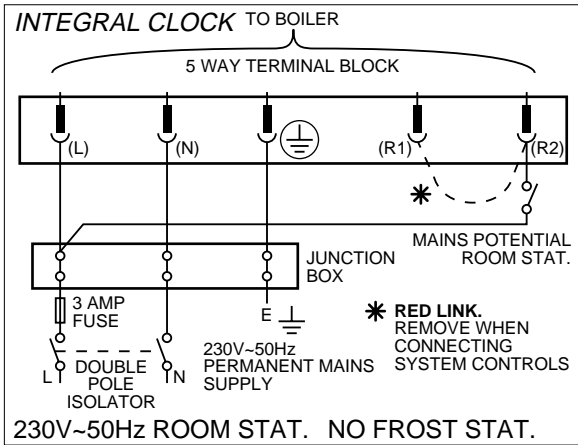 INTEGRAL CLOCK
TO BOILER
5 WAY TERMINAL BLOCK
(L)
(N)
(R1)
(R2)
MAINS POTENTIAL
ROOM STAT.
JUNCTION
BOX
3 AMP
FUSE
E
* RED LINK.
REMOVE WHEN
CONNECTING
SYSTEM CONTROLS
230V~50Hz
PERMANENT MAINS
SUPPLY
L
DOUBLE
POLE
ISOLATOR
N
230V~50Hz ROOM STAT. NO FROST STAT.